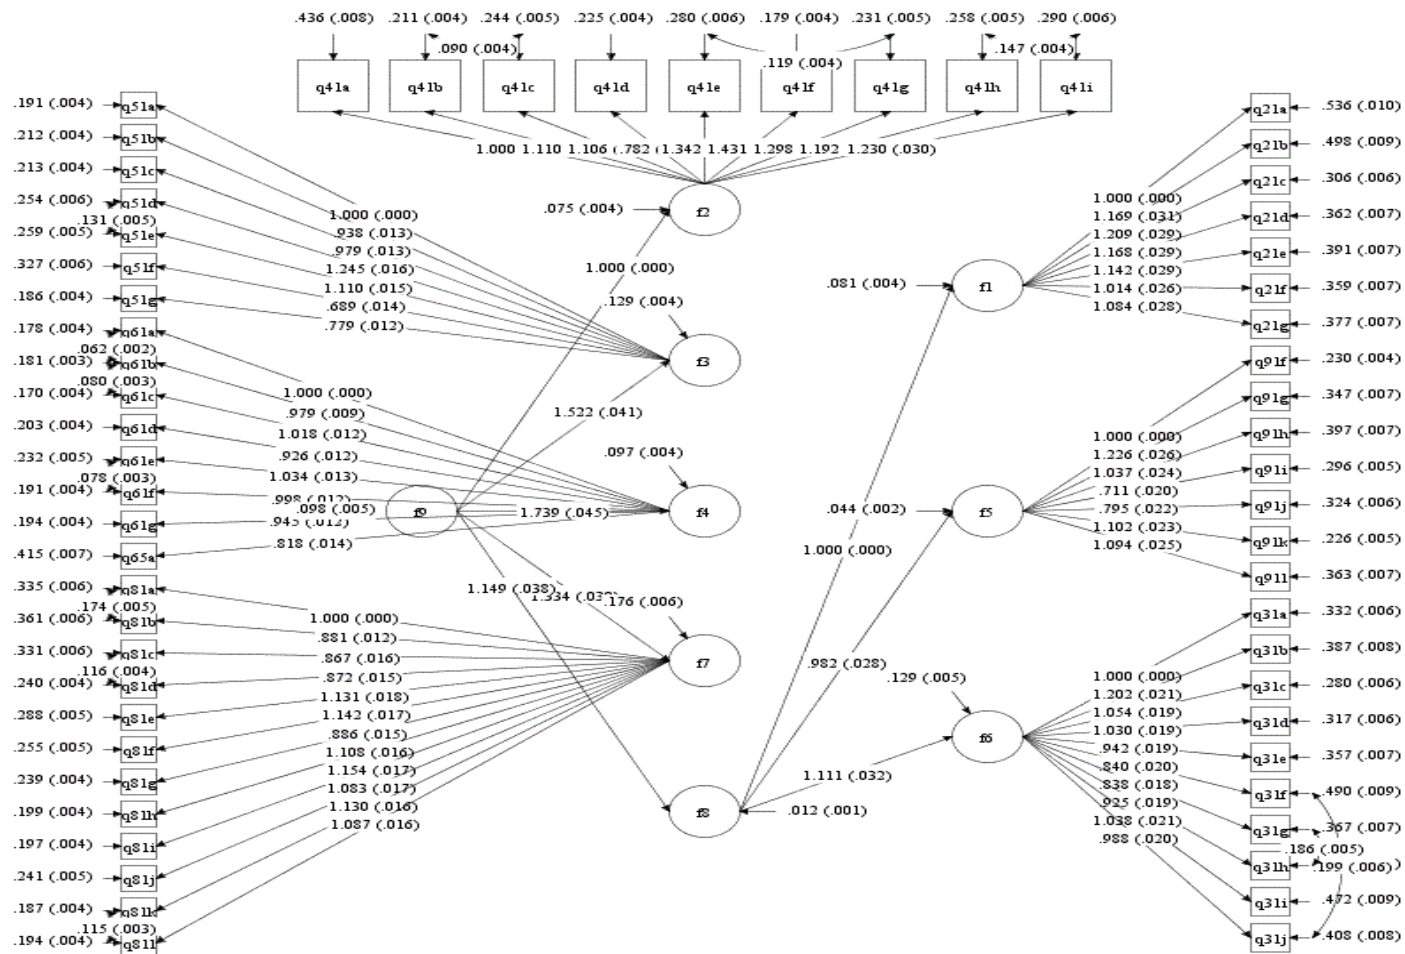 .436 (.008) .211 (.004) .244 (.005) .225 (.004) .280 (.006) .179 (.004) .231 (.005) .258 (.005) .290 (.006)
.090 (.004) .119 (.004) .147 (.004)
q41a q41b q41c q41d q41e q41f q41g q41h q41i
1.000 1.110 1.106 (.782 (1.342 1.431 1.298 1.192 1.230 (.030)
.191 (.004) q51a
.212 (.004) q51b
.213 (.004) q51c
.254 (.006) q51d
.131 (.005)
.259 (.005) q51e
.327 (.006) q51f
.186 (.004) q51g
.178 (.004) q61a
.062 (.002)
.181 (.003) q61b
.080 (.003)
.170 (.004) q61c
.203 (.004) q61d
.232 (.005) q61e
.078 (.003)
.191 (.004) q61f
.194 (.004) q61g
.415 (.007) q65a
.335 (.006) q81a
.174 (.005)
.361 (.006) q81b
.331 (.006) q81c
.116 (.004)
.240 (.004) q81d
.288 (.005) q81e
.255 (.005) q81f
.239 (.004) q81g
.199 (.004) q81h
.197 (.004) q81i
.241 (.005) q81j
.187 (.004) q81k
.115 (.003)
.194 (.004) q81l
1.000 (.000)
.938 (.013)
.979 (.013)
1.245 (.016)
1.110 (.015)
.689 (.014)
.779 (.012)
1.000 (.000)
.979 (.009)
1.018 (.012)
.926 (.012)
1.034 (.013)
.998 (.012)
.098 (.005)
.945 (.012)
.818 (.014)
f9
1.000 (.000)
.881 (.012)
.867 (.016)
.872 (.015)
1.131 (.018)
1.142 (.017)
.886 (.015)
1.108 (.016)
1.154 (.017)
1.083 (.017)
1.130 (.016)
1.087 (.016)
.075 (.004) f2
1.000 (.000)
.129 (.004)
f3
1.522 (.041)
.097 (.004)
1.739 (.045) f4
1.149 (.038)
.176 (.006)
f7
f8
.012 (.001)
.081 (.004) f1
.044 (.002) f5
1.000 (.000)
.982 (.028)
.129 (.005)
f6
1.111 (.032)
1.000 (.000)
1.169 (.031)
1.209 (.029)
1.168 (.029)
1.142 (.029)
1.014 (.026)
1.084 (.028)
1.000 (.000)
1.226 (.026)
1.037 (.024)
.711 (.020)
.795 (.022)
1.102 (.023)
1.094 (.025)
1.000 (.000)
1.202 (.021)
1.054 (.019)
1.030 (.019)
.942 (.019)
.840 (.020)
.838 (.018)
.925 (.019)
1.038 (.021)
.988 (.020)
q21a .536 (.010)
q21b .498 (.009)
q21c .306 (.006)
q21d .362 (.007)
q21e .391 (.007)
q21f .359 (.007)
q21g .377 (.007)
q91f .230 (.004)
q91g .347 (.007)
q91h .397 (.007)
q91i .296 (.005)
q91j .324 (.006)
q91k .226 (.005)
q91l .363 (.007)
q31a .332 (.006)
q31b .387 (.008)
q31c .280 (.006)
q31d .317 (.006)
q31e .357 (.007)
q31f .490 (.009)
q31g .367 (.007)
.186 (.005)
q31h .199 (.006)
q31i .472 (.009)
q31j .408 (.008)